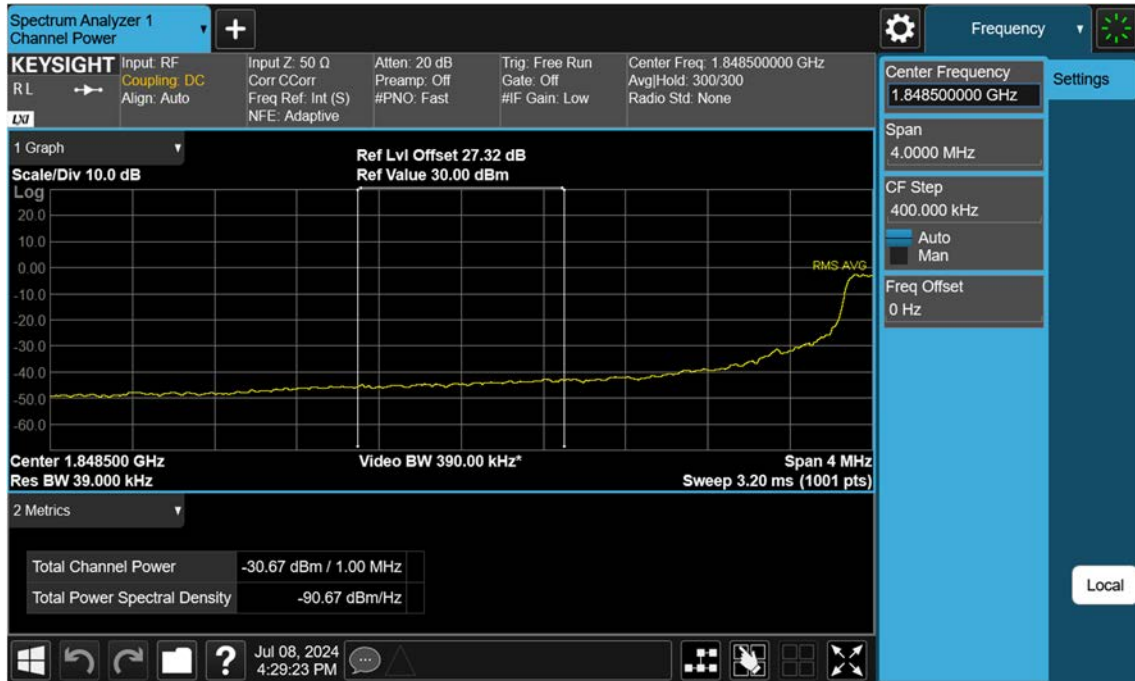 Spectrum Analyzer 1
Channel Power
Frequency
KEYSIGHT
R L
LXI
Input: RF
Coupling: DC
Align: Auto
Input Z: 50 Ω
Corr CCorr
Freq Ref: Int (S)
NFE: Adaptive
Atten: 20 dB
Preamp: Off
#PNO: Fast
Trig: Free Run
Gate: Off
#IF Gain: Low
Center Freq: 1.848500000 GHz
Avg|Hold: 300/300
Radio Std: None
Center Frequency
1.848500000 GHz
Settings
Span
4.0000 MHz
CF Step
400.000 kHz
Auto
Man
Freq Offset
0 Hz
1 Graph
Scale/Div 10.0 dB
Ref Lvl Offset 27.32 dB
Ref Value 30.00 dBm
Log
20.0
10.0
0.00
-10.0
-20.0
-30.0
-40.0
-50.0
-60.0
RMS AVG
Center 1.848500 GHz
Video BW 390.00 kHz*
Span 4 MHz
Res BW 39.000 kHz
Sweep 3.20 ms (1001 pts)
2 Metrics
Total Channel Power -30.67 dBm / 1.00 MHz
Total Power Spectral Density -90.67 dBm/Hz
Local
?
Jul 08, 2024
4:29:23 PM